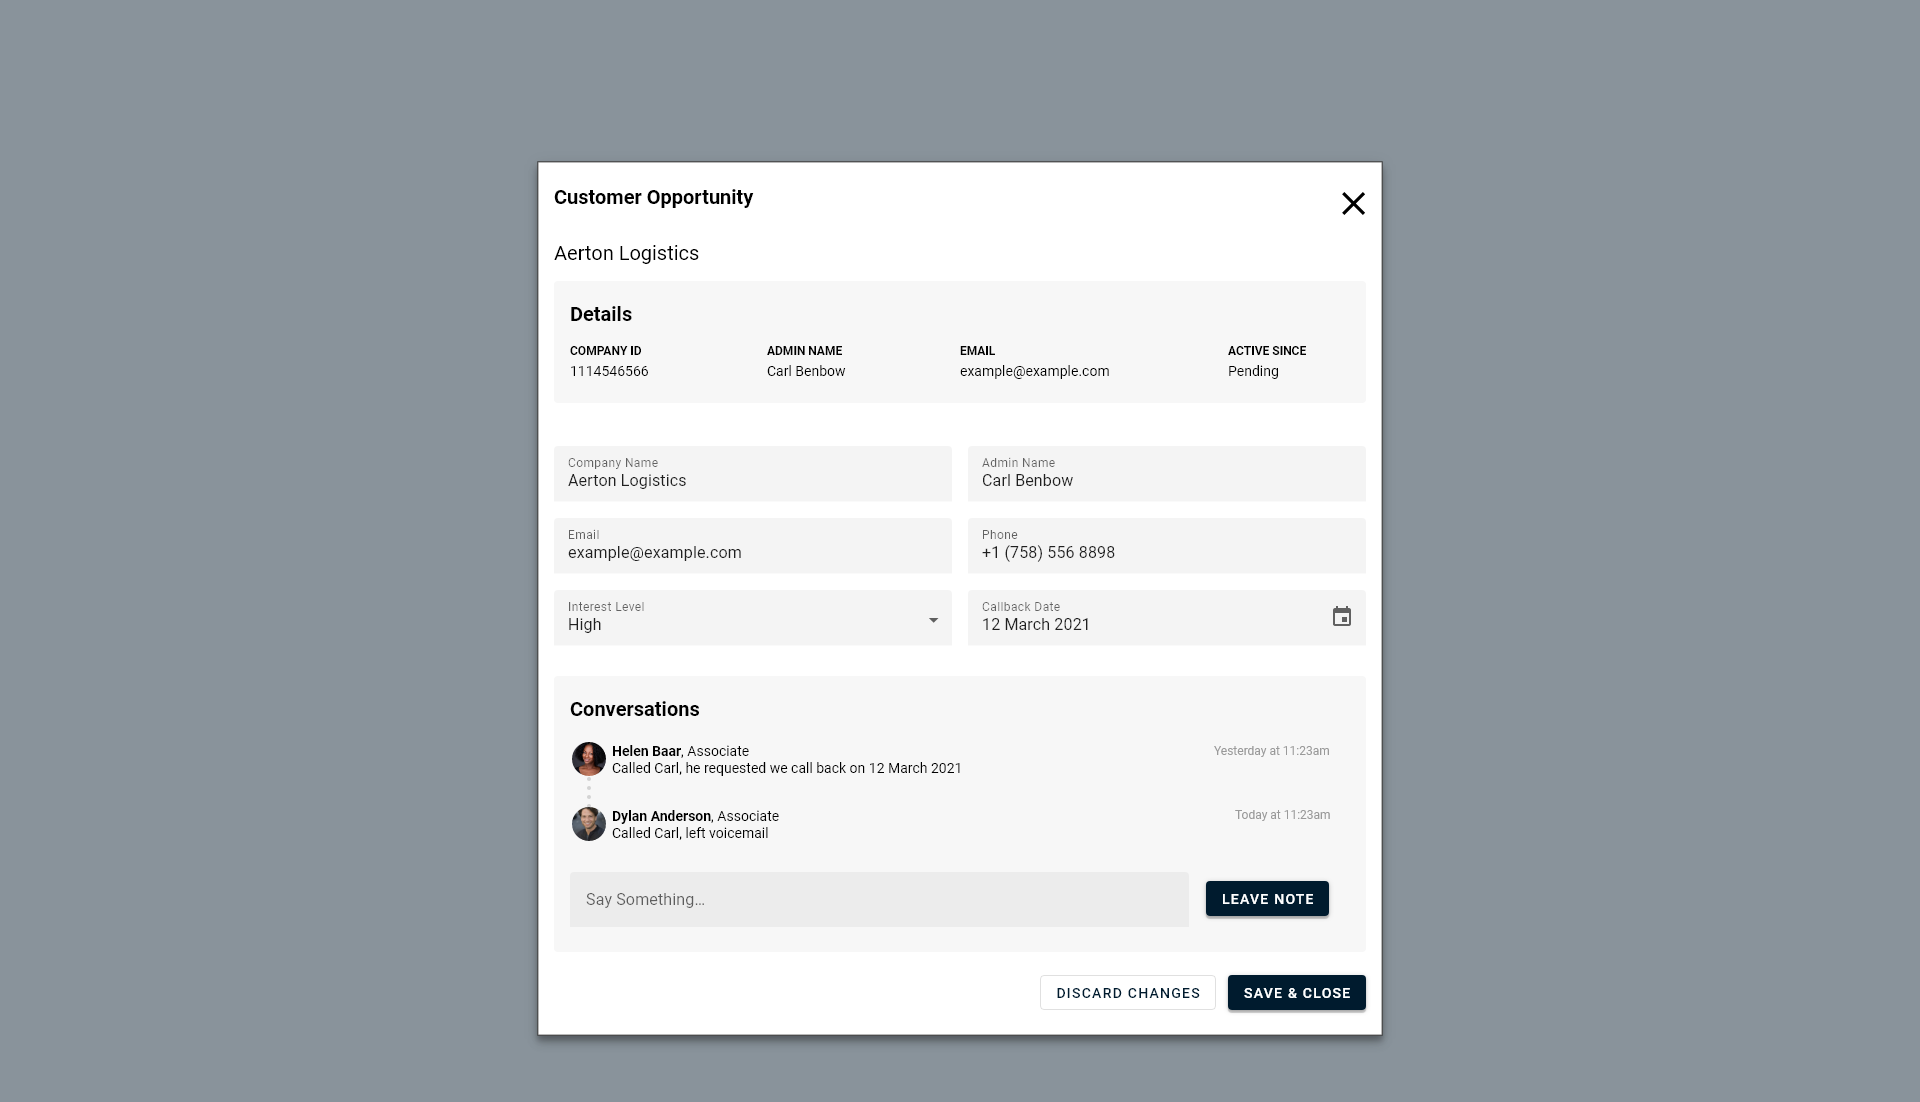 Customer Opportunity
Aerton Logistics
Details
COMPANY ID ADMIN NAME EMAIL ACTIVE SINCE
1114546566 Carl Benbow example@example.com Pending
Company Name Admin Name
Aerton Logistics Carl Benbow
Email Phone
example@example.com +1 (758) 556 8898
Interest Level Callback Date
High 12 March 2021
Conversations
Helen Baar, Associate Yesterday at 11:23am
Called Carl, he requested we call back on 12 March 2021
Dylan Anderson, Associate Today at 11:23am
Called Carl, left voicemail
Say Something... LEAVE NOTE
DISCARD CHANGES SAVE & CLOSE